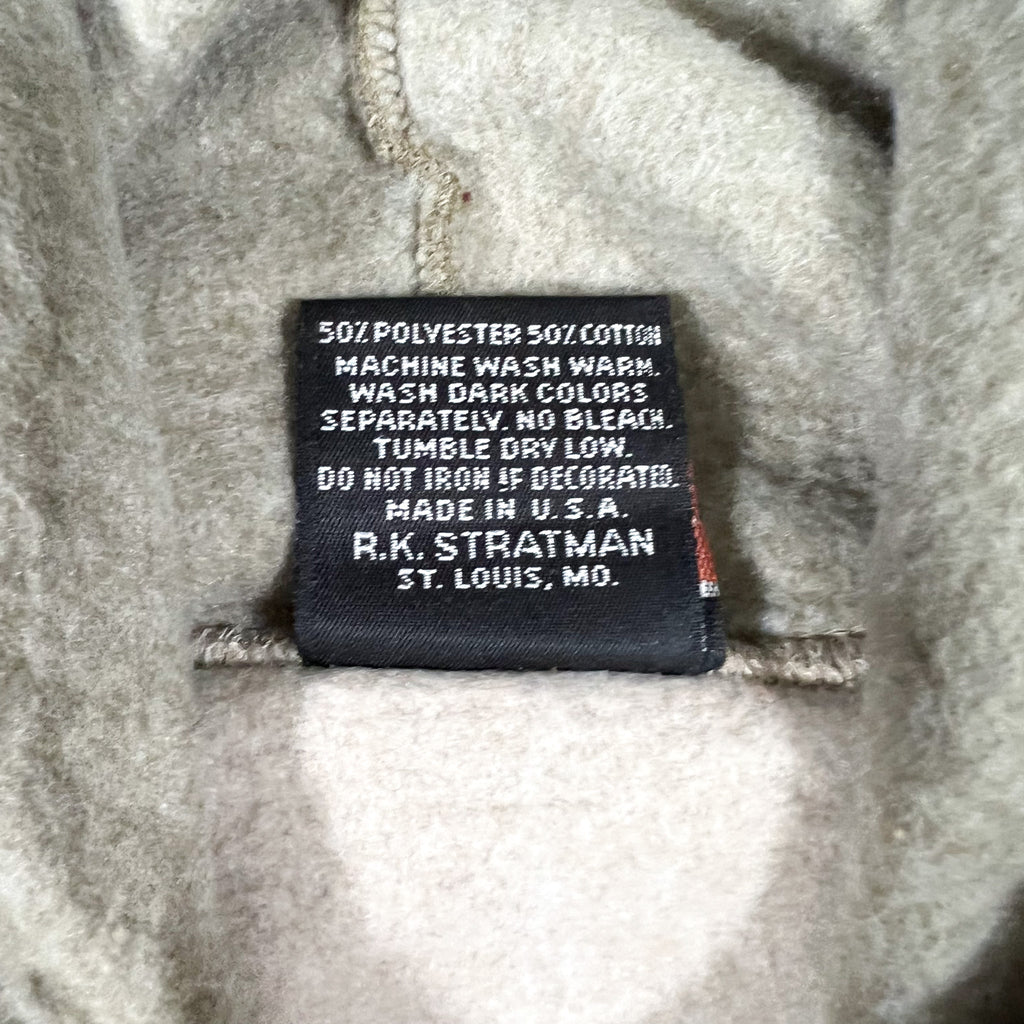 50% POLYESTER 50% COTTON
MACHINE WASH WARM.
WASH DARK COLORS
SEPARATELY. NO BLEACH.
TUMBLE DRY LOW.
DO NOT IRON IF DECORATED.
MADE IN U.S.A.
R.K. STRATMAN
ST. LOUIS, MO.